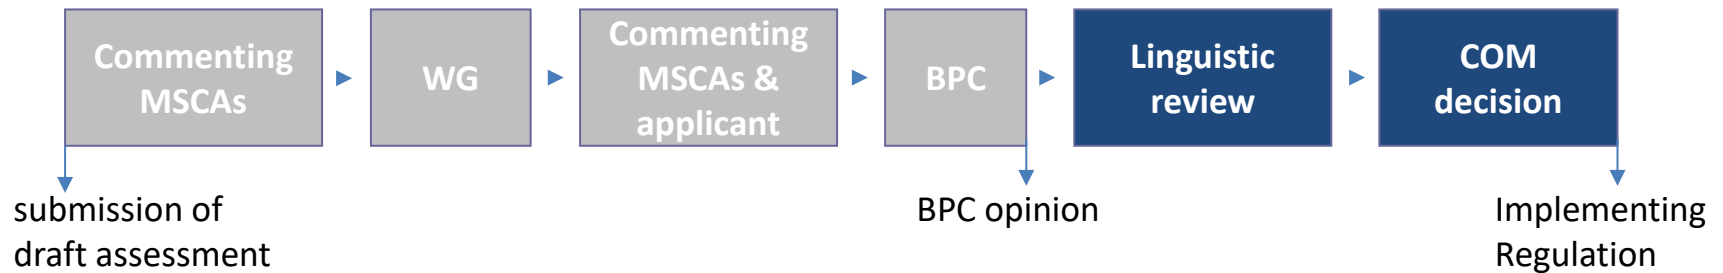 Commenting
MSCAs
WG
Commenting
MSCAs &
applicant
BPC
Linguistic
review
COM
decision
submission of
draft assessment
BPC opinion
Implementing
Regulation